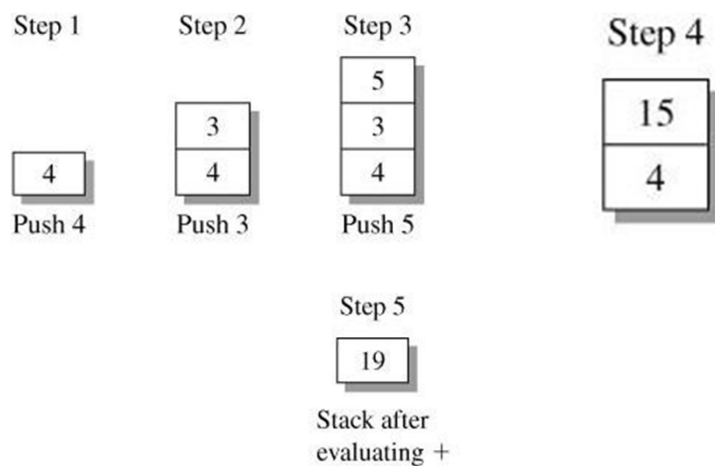 Step 1
Step 2
Step 3
Step 4
5
3
3
15
4
4
4
4
Push 4
Push 3
Push 5
Step 5
19
Stack after
evaluating +